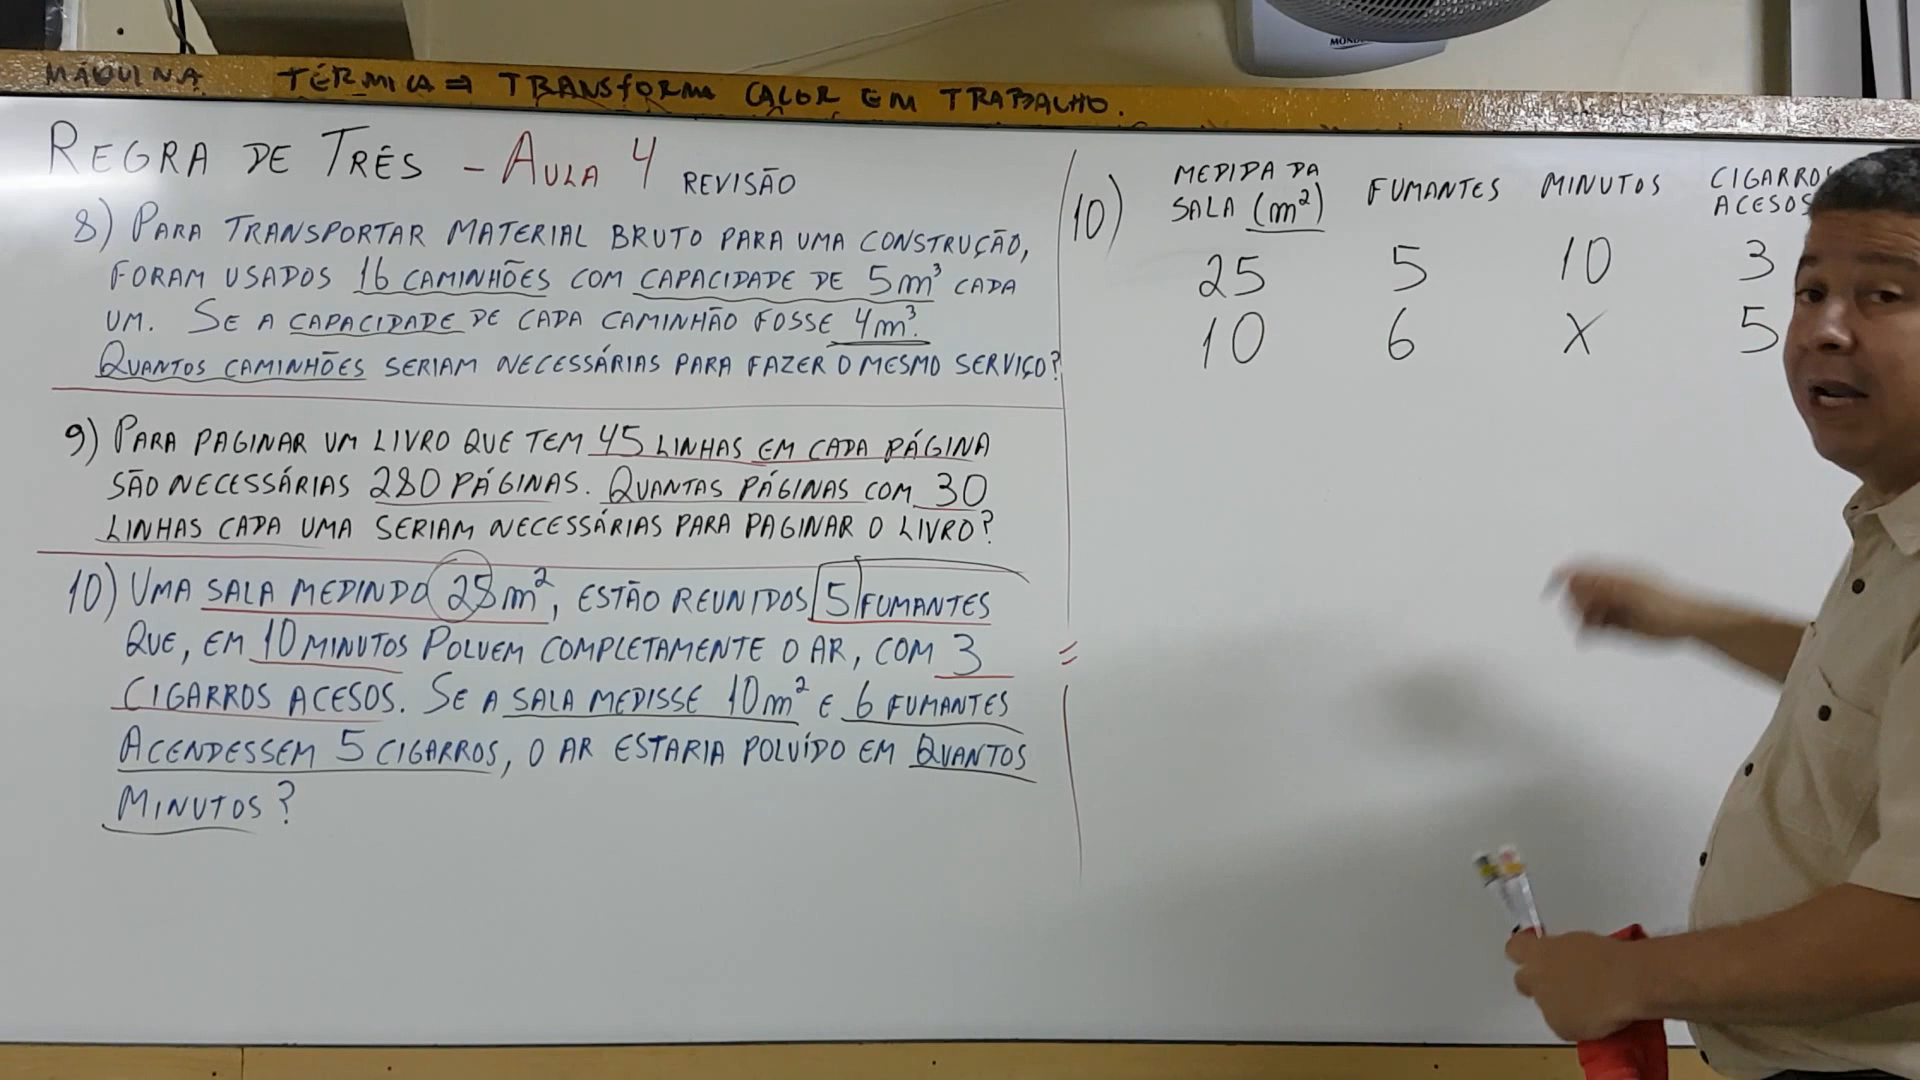 MÁQUINA TÉRMICA ⇒ TRANSFORMA CALOR EM TRABALHO.
REGRA DE TRÊS - AULA 4 REVISÃO
8) PARA TRANSPORTAR MATERIAL BRUTO PARA UMA CONSTRUÇÃO,
FORAM USADOS 16 CAMINHÕES COM CAPACIDADE DE 5m³ CADA
UM. SE A CAPACIDADE DE CADA CAMINHÃO FOSSE 4m³.
QUANTOS CAMINHÕES SERIAM NECESSÁRIAS PARA FAZER O MESMO SERVIÇO?
9) PARA PAGINAR UM LIVRO QUE TEM 45 LINHAS EM CADA PÁGINA
SÃO NECESSÁRIAS 280 PÁGINAS. QUANTAS PÁGINAS COM 30
LINHAS CADA UMA SERIAM NECESSÁRIAS PARA PAGINAR O LIVRO?
10) UMA SALA MEDINDO 25m², ESTÃO REUNIDOS 5 FUMANTES
QUE, EM 10 MINUTOS POLUEM COMPLETAMENTE O AR, COM 3
CIGARROS ACESOS. SE A SALA MEDISSE 10m² E 6 FUMANTES
ACENDESSEM 5 CIGARROS, O AR ESTARIA POLUÍDO EM QUANTOS
MINUTOS?
10) MEDIDA DA SALA (m²) FUMANTES MINUTOS CIGARROS ACESOS
25 5 10 3
10 6 X 5